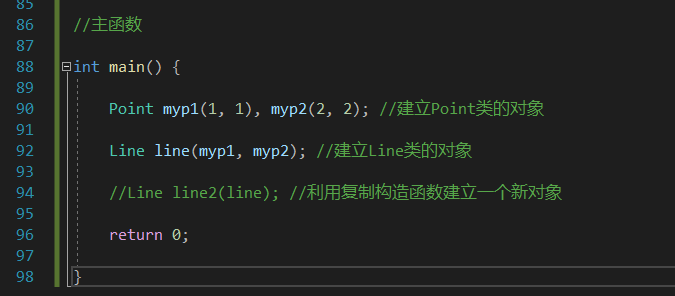 85
86 //主函数
87
88 int main() {
89
90 Point myp1(1, 1), myp2(2, 2); //建立Point类的对象
91
92 Line line(myp1, myp2); //建立Line类的对象
93
94 //Line line2(line); //利用复制构造函数建立一个新对象
95
96 return 0;
97
98 }